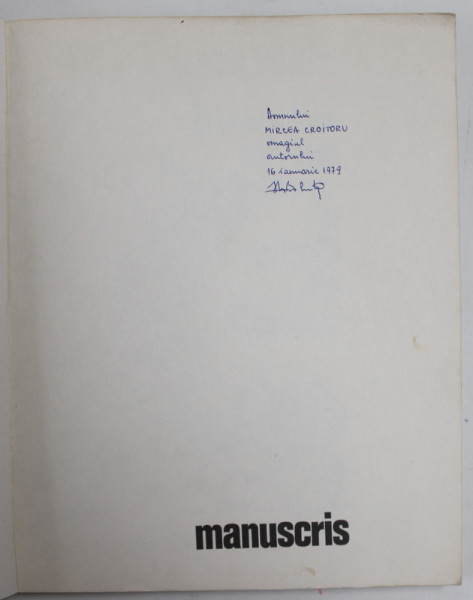 Domnului
MIRCEA CROITORU
omagiul
autorului
16 ianuarie 1979
manuscris